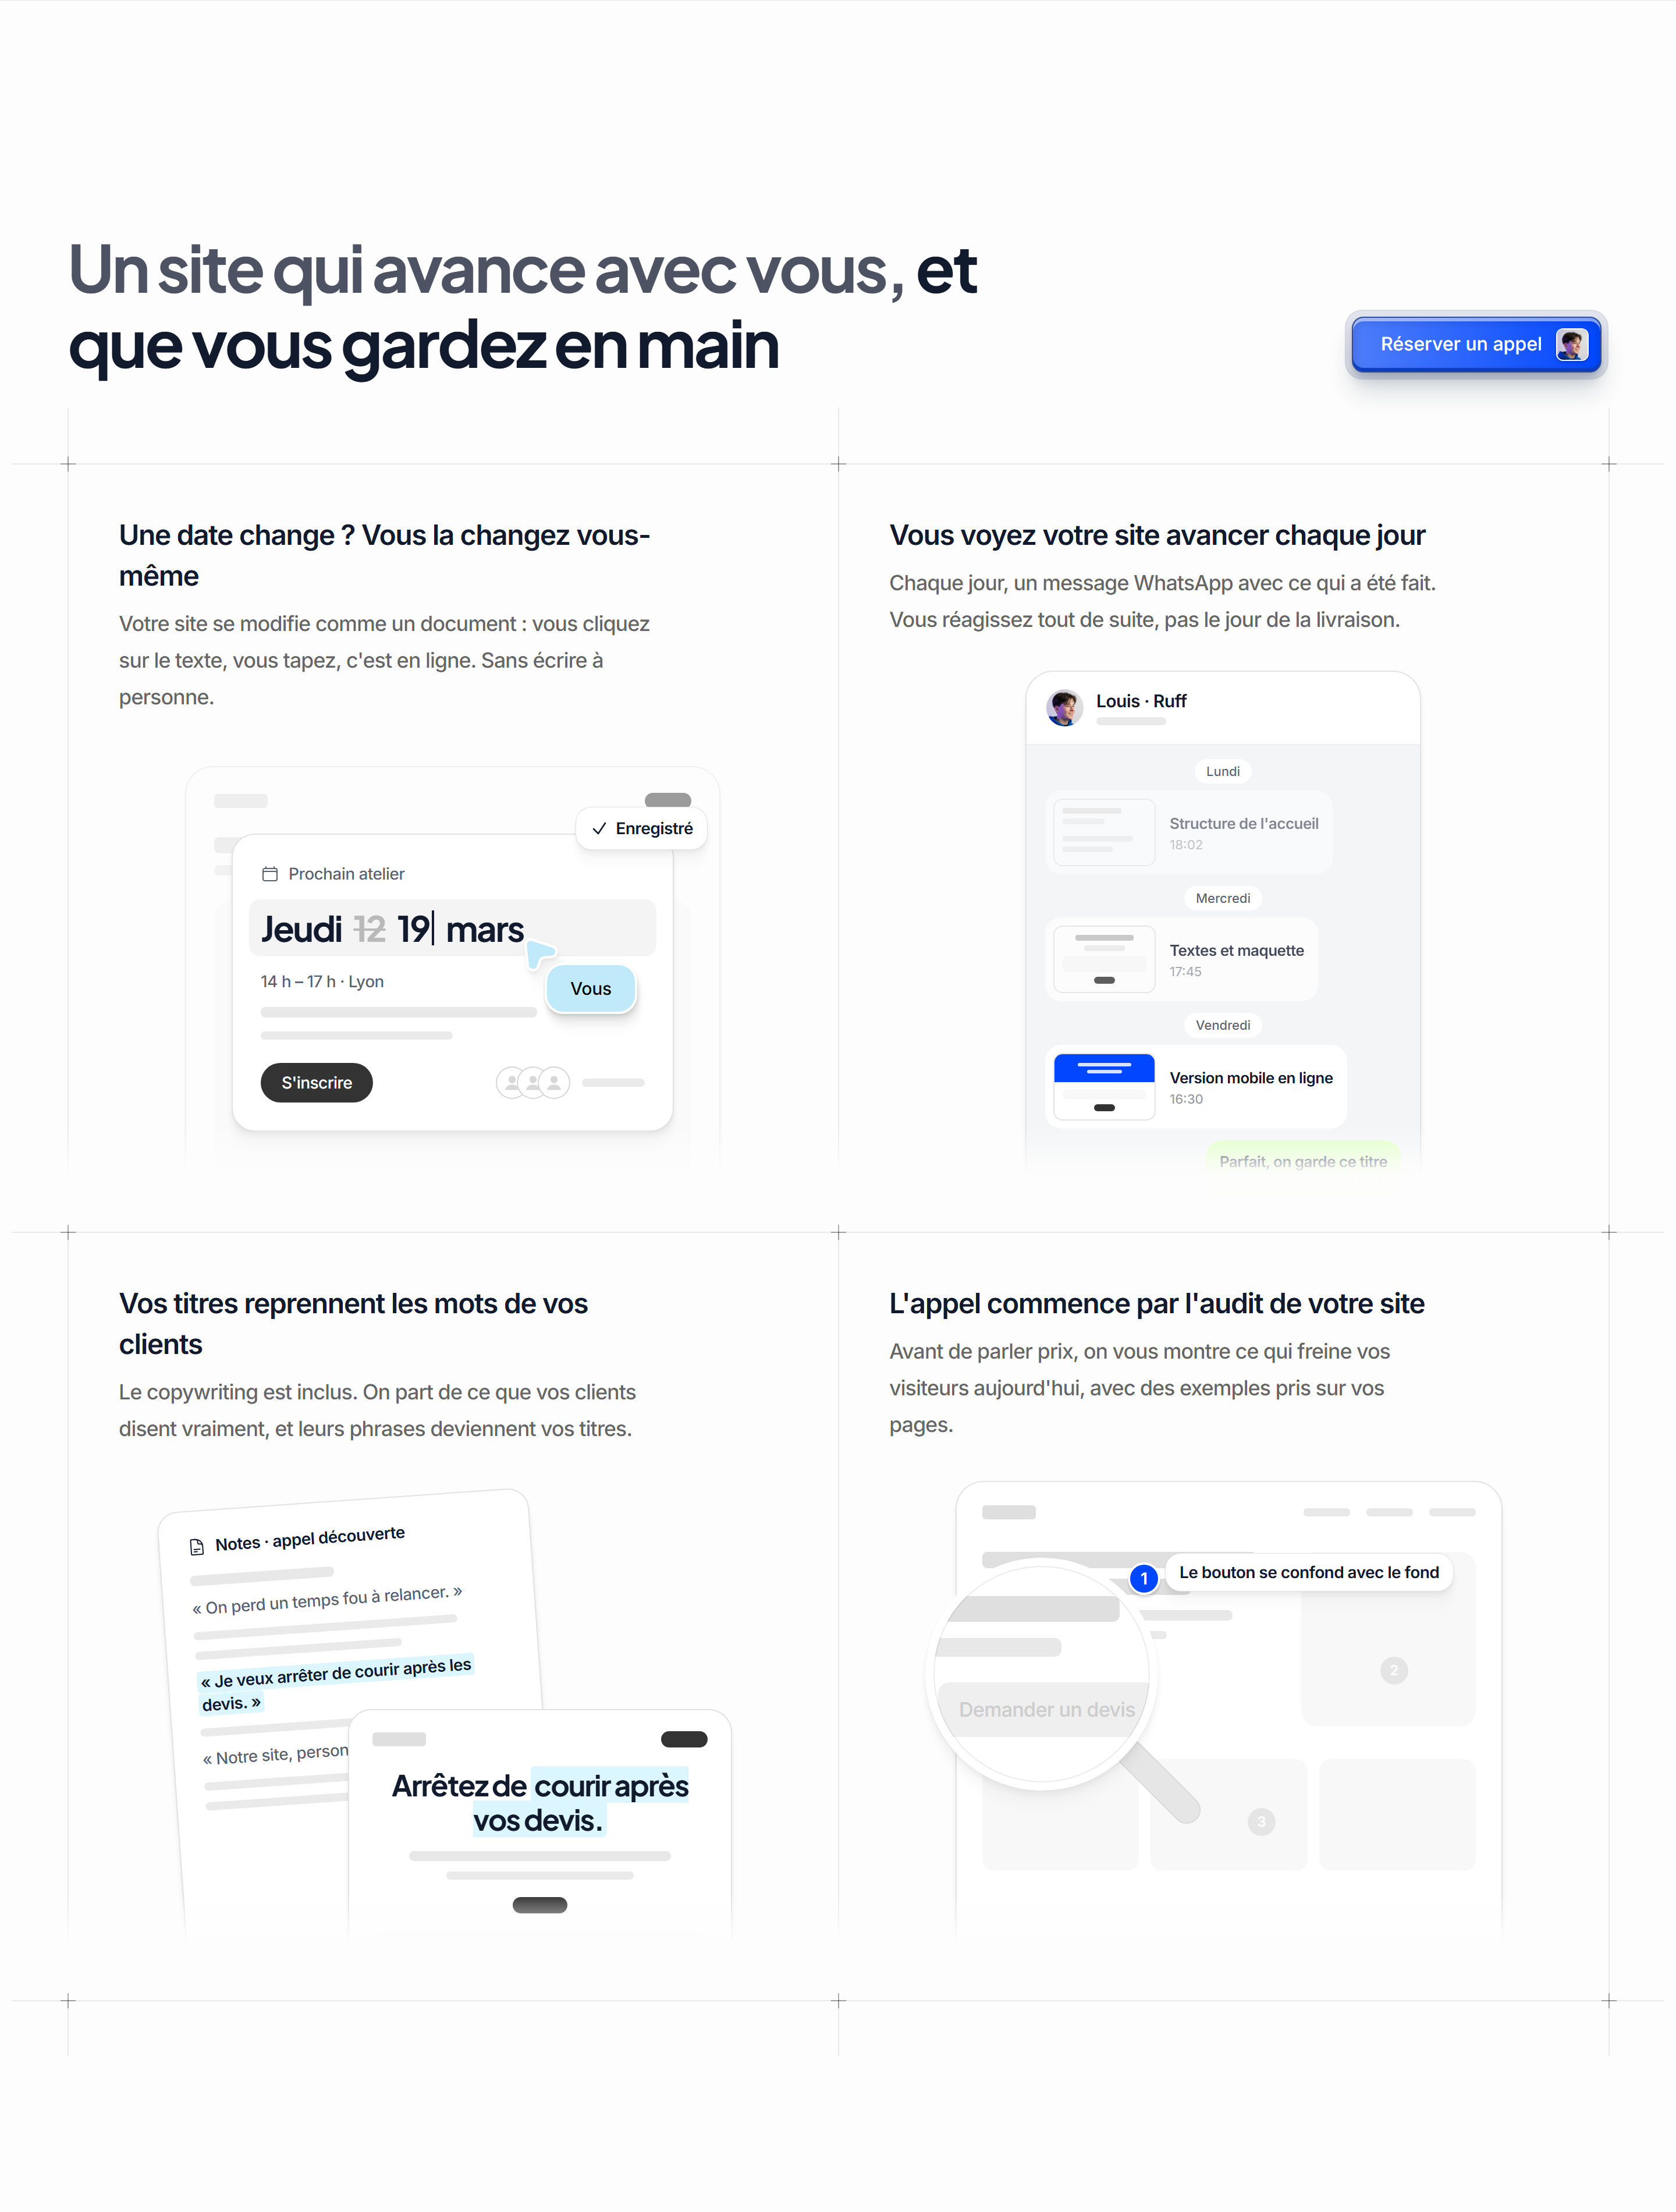 Un site qui avance avec vous, et
que vous gardez en main
Réserver un appel
Une date change ? Vous la changez vous-
même
Votre site se modifie comme un document : vous cliquez
sur le texte, vous tapez, c'est en ligne. Sans écrire à
personne.
Enregistré
Prochain atelier
Jeudi 12 19 mars
14 h – 17 h · Lyon
Vous
S'inscrire
Vous voyez votre site avancer chaque jour
Chaque jour, un message WhatsApp avec ce qui a été fait.
Vous réagissez tout de suite, pas le jour de la livraison.
Louis · Ruff
Lundi
Structure de l'accueil
18:02
Mercredi
Textes et maquette
17:45
Vendredi
Version mobile en ligne
16:30
Parfait, on garde ce titre
Vos titres reprennent les mots de vos
clients
Le copywriting est inclus. On part de ce que vos clients
disent vraiment, et leurs phrases deviennent vos titres.
Notes · appel découverte
« On perd un temps fou à relancer. »
« Je veux arrêter de courir après les
devis. »
« Notre site, person
Arrêtez de courir après
vos devis.
L'appel commence par l'audit de votre site
Avant de parler prix, on vous montre ce qui freine vos
visiteurs aujourd'hui, avec des exemples pris sur vos
pages.
1
Le bouton se confond avec le fond
2
Demander un devis
3